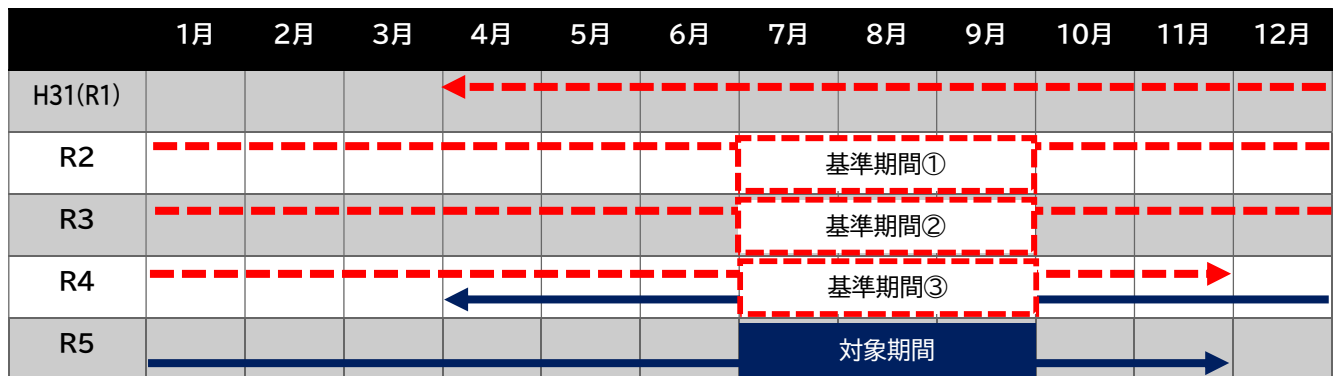 1月 2月 3月 4月 5月 6月 7月 8月 9月 10月 11月 12月
H31(R1)
R2 基準期間①
R3 基準期間②
R4 基準期間③
R5 対象期間